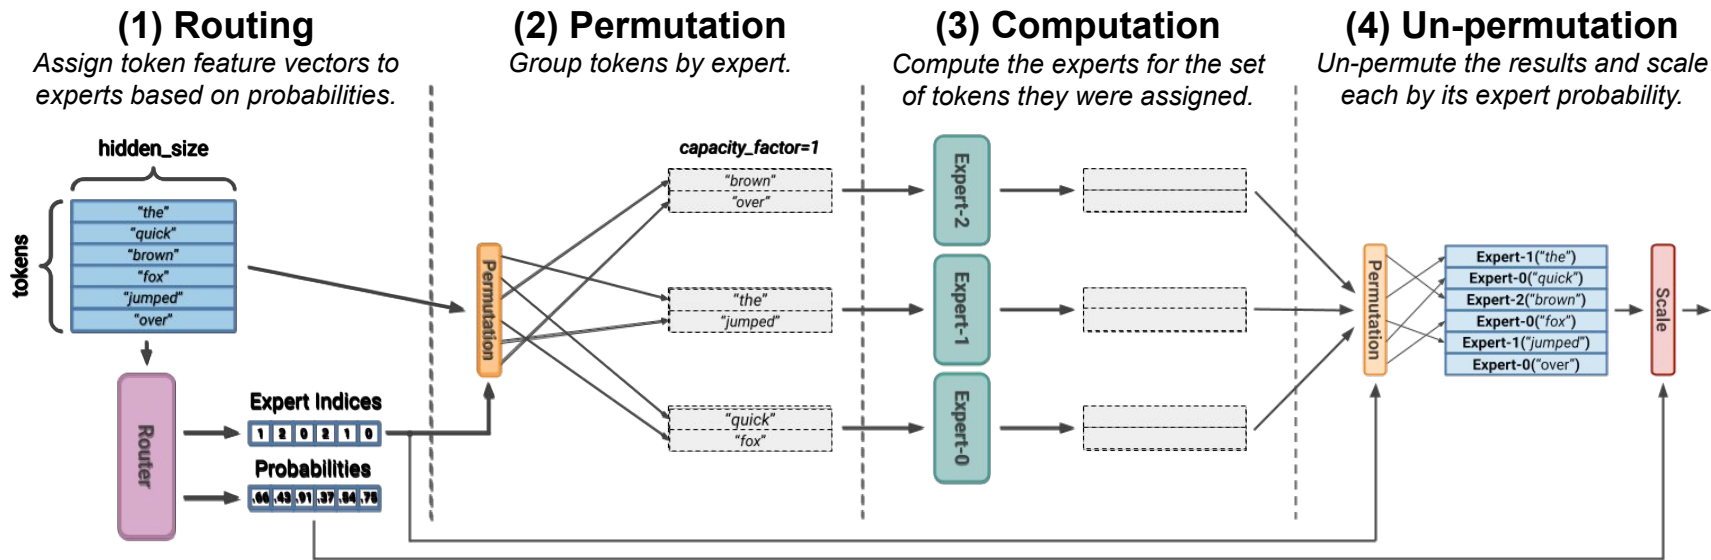 (1) Routing
Assign token feature vectors to
experts based on probabilities.
hidden_size
tokens
"the"
"quick"
"brown"
"fox"
"jumped"
"over"
Router
Expert Indices
1 2 0 2 1 0
Probabilities
.66 .43 .91 .37 .54 .75
(2) Permutation
Group tokens by expert.
Permutation
capacity_factor=1
"brown"
"over"
"the"
"jumped"
"quick"
"fox"
(3) Computation
Compute the experts for the set
of tokens they were assigned.
Expert-2
Expert-1
Expert-0
(4) Un-permutation
Un-permute the results and scale
each by its expert probability.
Permutation
Expert-1("the")
Expert-0("quick")
Expert-2("brown")
Expert-0("fox")
Expert-1("jumped")
Expert-0("over")
Scale